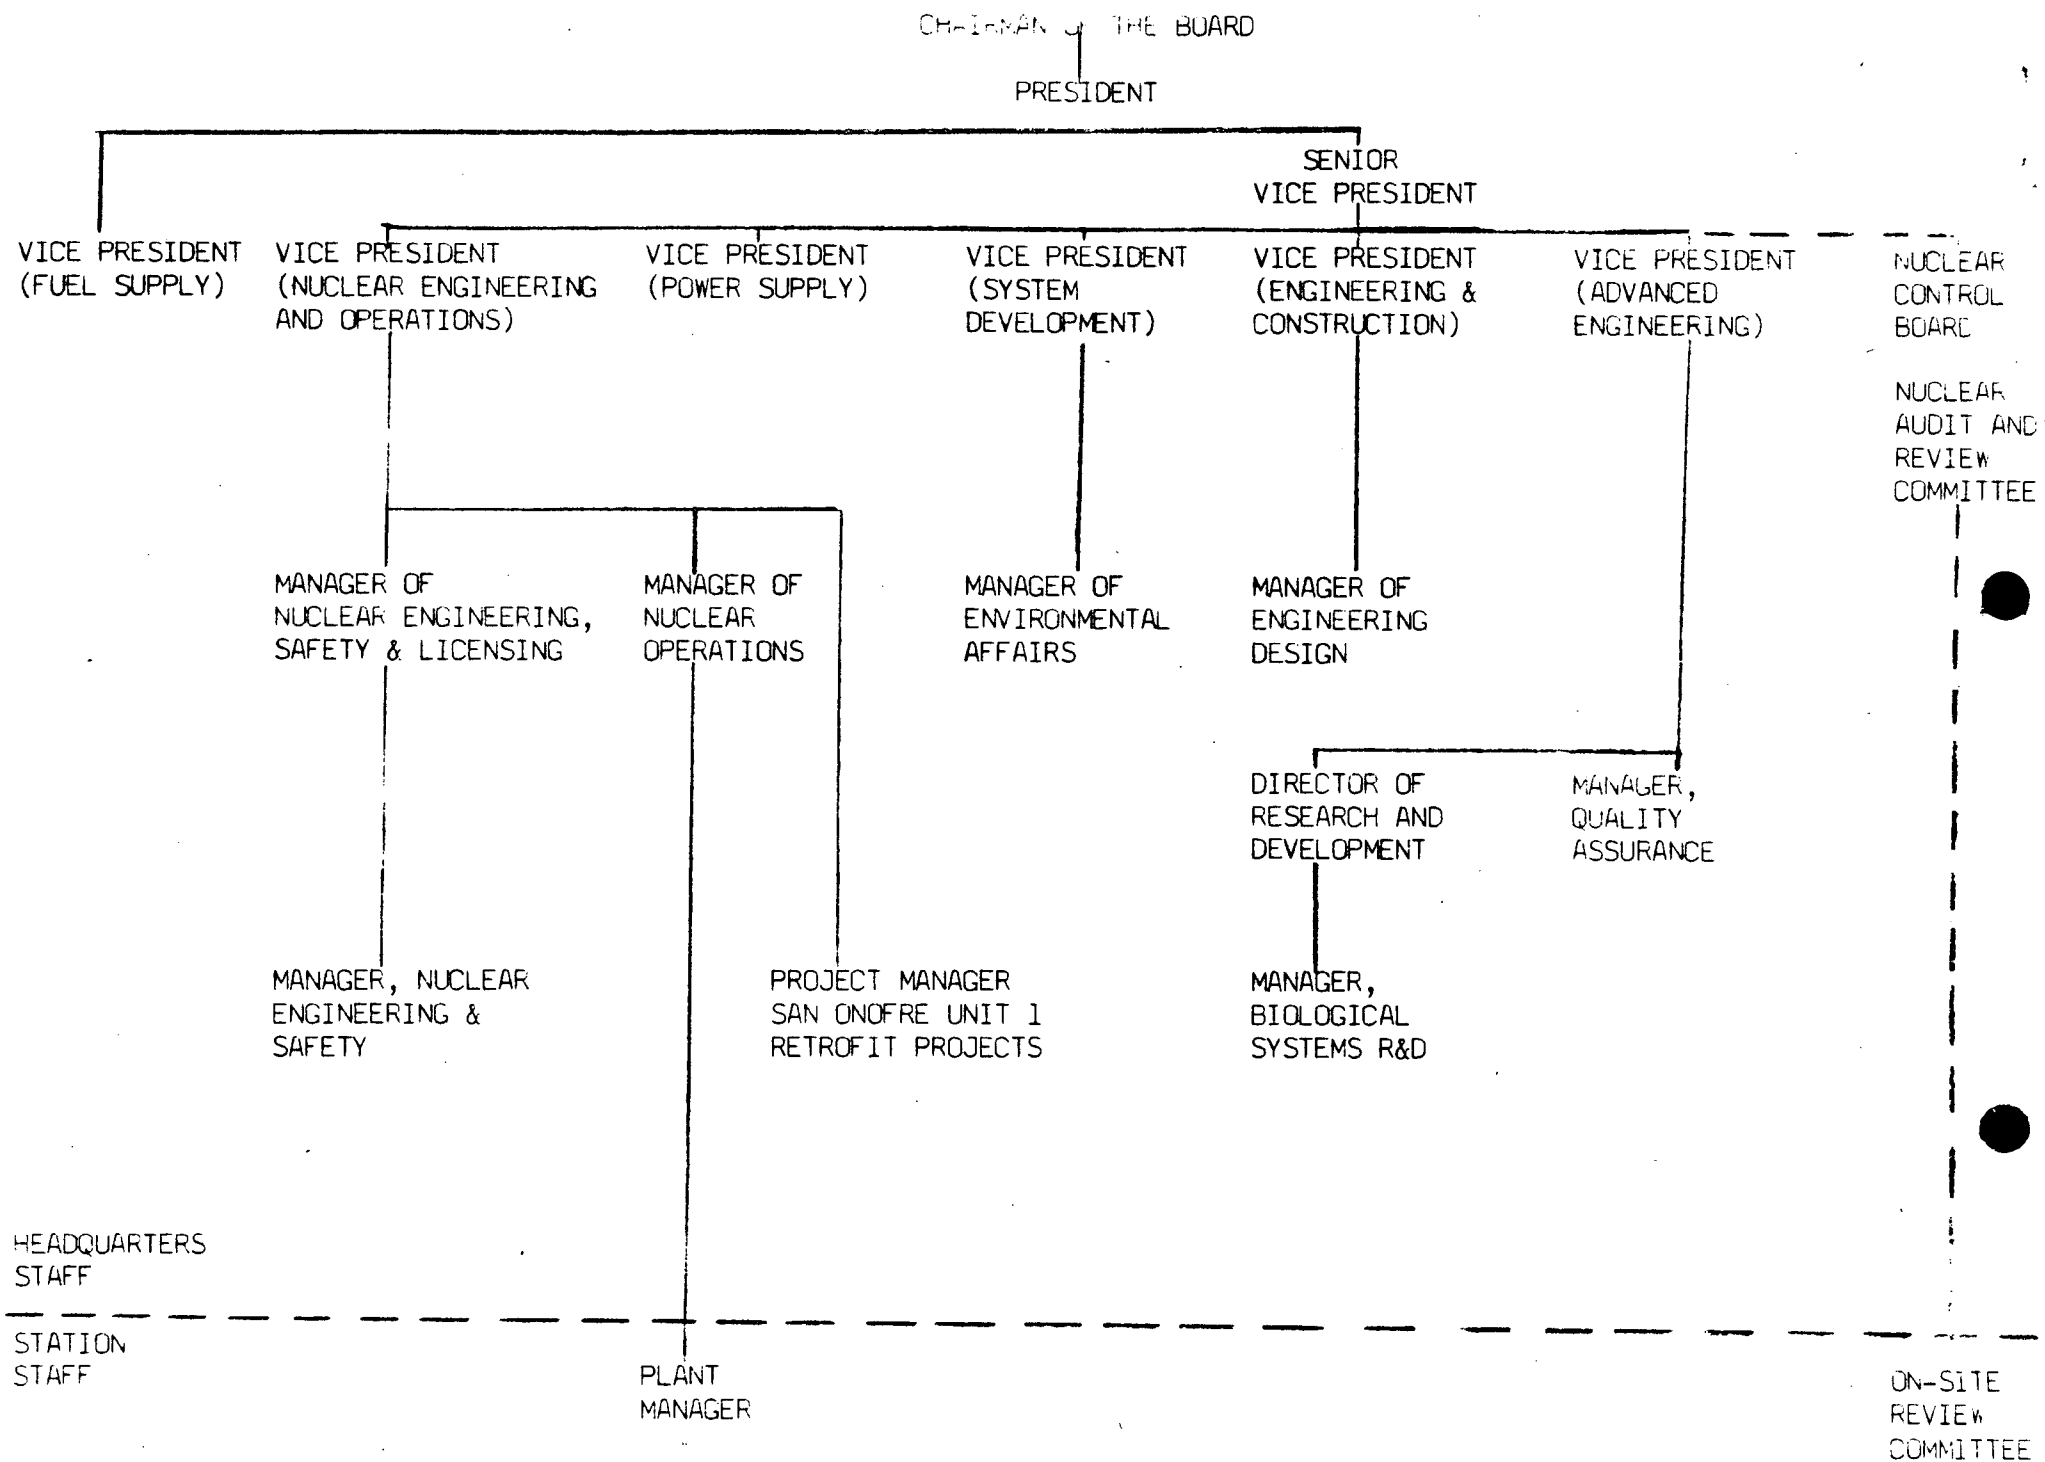 CHAIRMAN OF THE BOARD
PRESIDENT
SENIOR
VICE PRESIDENT
VICE PRESIDENT
(FUEL SUPPLY)
VICE PRESIDENT
(NUCLEAR ENGINEERING
AND OPERATIONS)
VICE PRESIDENT
(POWER SUPPLY)
VICE PRESIDENT
(SYSTEM
DEVELOPMENT)
VICE PRESIDENT
(ENGINEERING &
CONSTRUCTION)
VICE PRESIDENT
(ADVANCED
ENGINEERING)
NUCLEAR
CONTROL
BOARD
NUCLEAR
AUDIT AND
REVIEW
COMMITTEE
MANAGER OF
NUCLEAR ENGINEERING,
SAFETY & LICENSING
MANAGER OF
NUCLEAR
OPERATIONS
MANAGER OF
ENVIRONMENTAL
AFFAIRS
MANAGER OF
ENGINEERING
DESIGN
DIRECTOR OF
RESEARCH AND
DEVELOPMENT
MANAGER,
QUALITY
ASSURANCE
MANAGER, NUCLEAR
ENGINEERING &
SAFETY
PROJECT MANAGER
SAN ONOFRE UNIT 1
RETROFIT PROJECTS
MANAGER,
BIOLOGICAL
SYSTEMS R&D
HEADQUARTERS
STAFF
STATION
STAFF
PLANT
MANAGER
ON-SITE
REVIEW
COMMITTEE